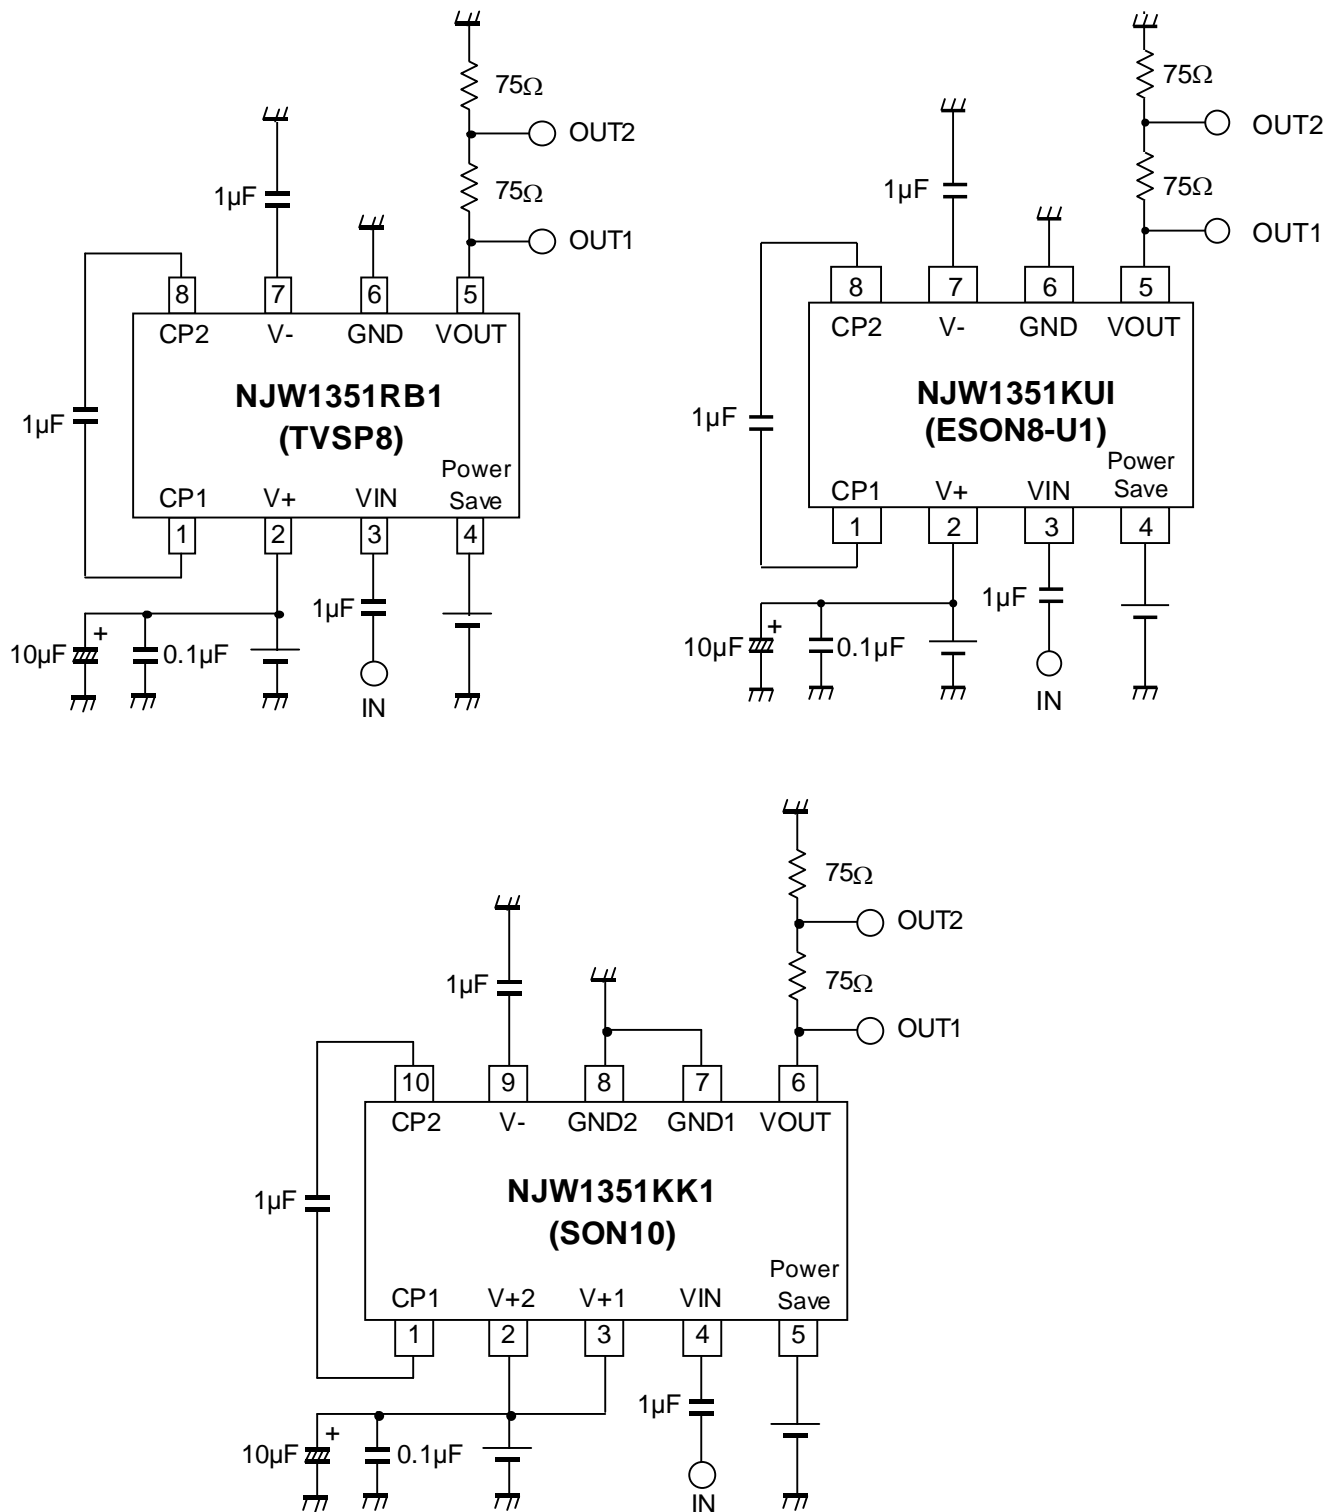 75Ω
OUT2
1µF
75Ω
OUT1
8
7
6
5
CP2
V-
GND
VOUT
NJW1351RB1
(TVSP8)
1µF
Power
Save
CP1
V+
VIN
1
2
3
4
1µF
+
10µF
0.1µF
IN
75Ω
OUT2
1µF
75Ω
OUT1
8
7
6
5
CP2
V-
GND
VOUT
NJW1351KUI
(ESON8-U1)
1µF
Power
Save
CP1
V+
VIN
1
2
3
4
1µF
+
10µF
0.1µF
IN
75Ω
OUT2
1µF
75Ω
OUT1
10
9
8
7
6
CP2
V-
GND2
GND1
VOUT
NJW1351KK1
(SON10)
1µF
Power
Save
CP1
V+2
V+1
VIN
1
2
3
4
5
1µF
+
10µF
0.1µF
IN